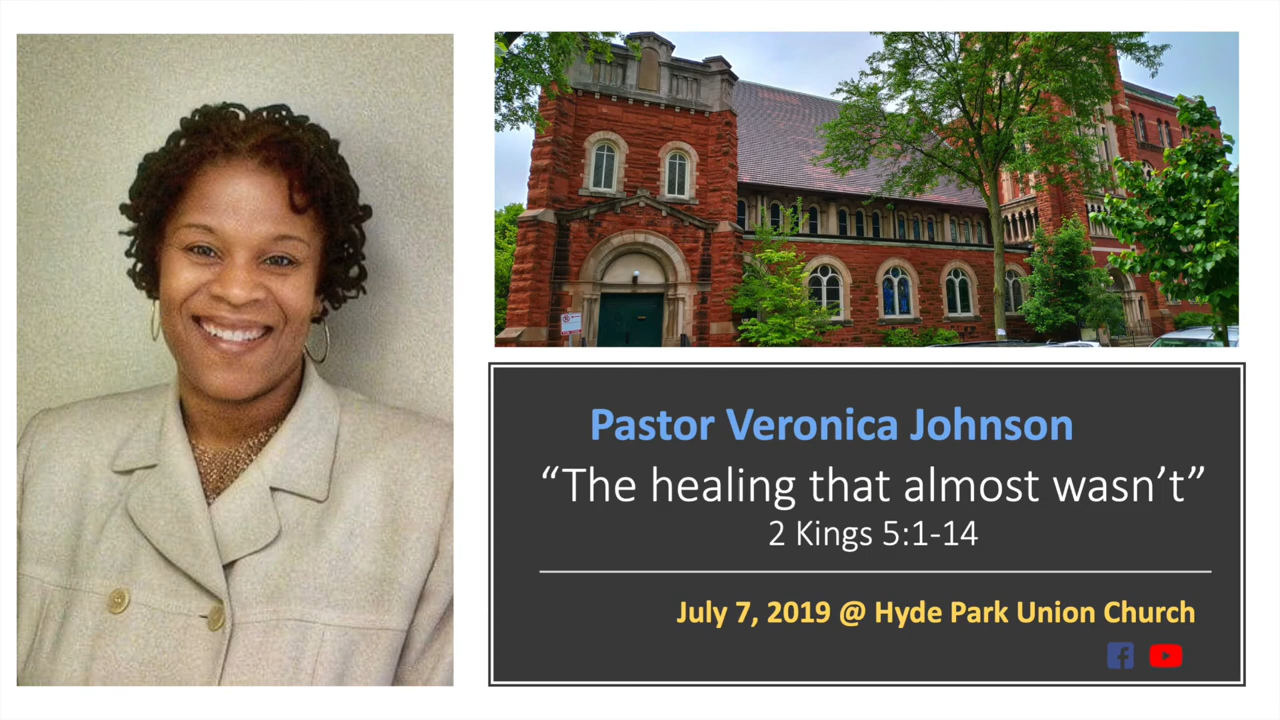 Pastor Veronica Johnson
“The healing that almost wasn’t”
2 Kings 5:1-14
July 7, 2019 @ Hyde Park Union Church